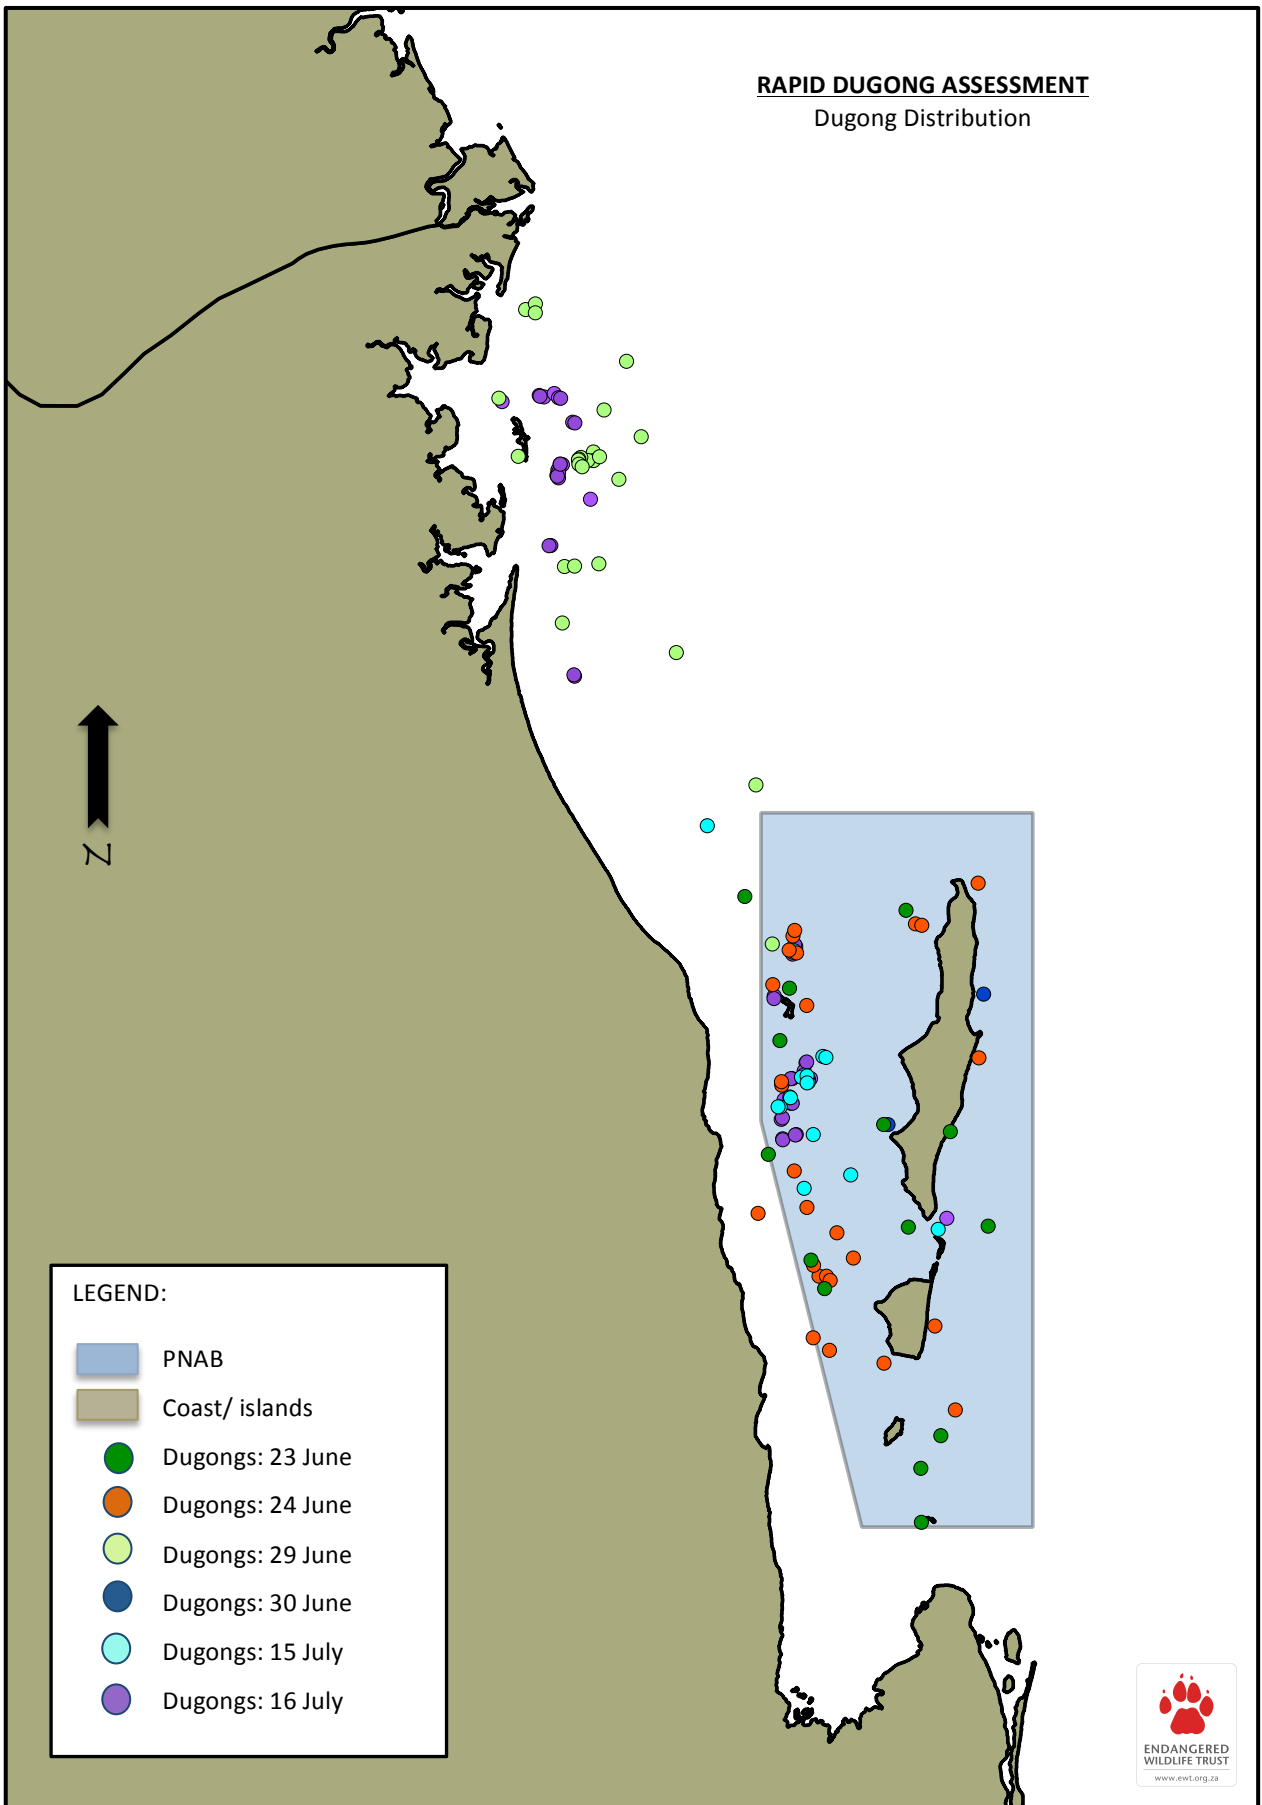 RAPID DUGONG ASSESSMENT
Dugong Distribution
N
LEGEND:
PNAB
Coast/ islands
Dugongs: 23 June
Dugongs: 24 June
Dugongs: 29 June
Dugongs: 30 June
Dugongs: 15 July
Dugongs: 16 July
ENDANGERED
WILDLIFE TRUST
www.ewt.org.za